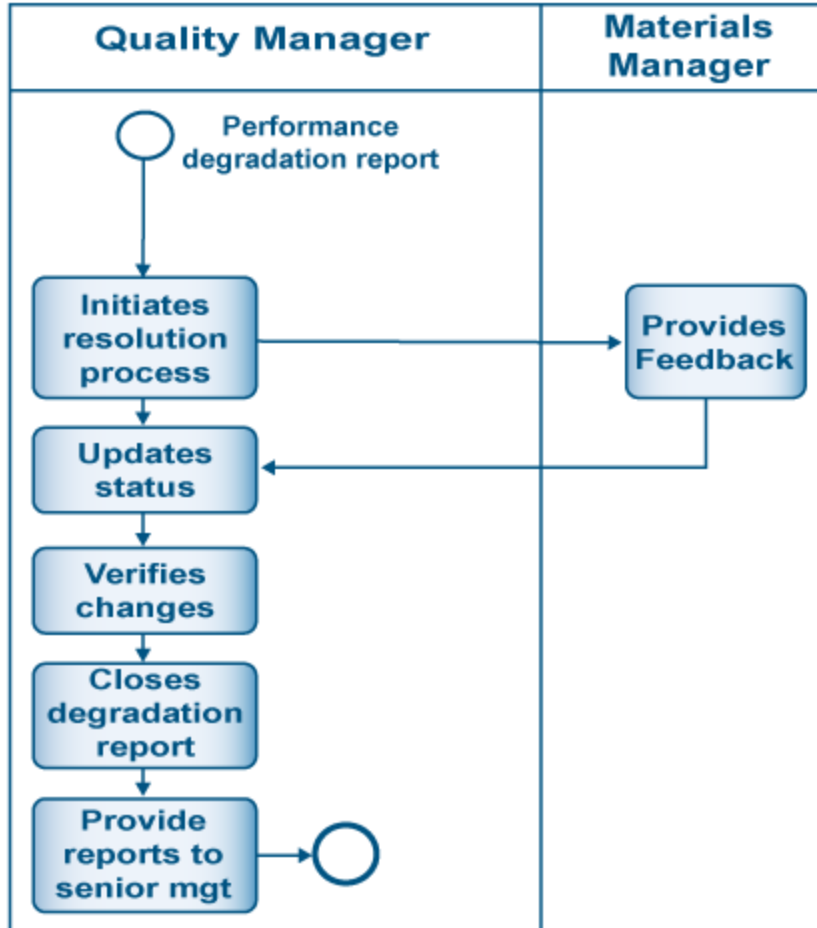 Quality Manager
Materials
Manager
Performance
degradation report
Initiates
resolution
process
Provides
Feedback
Updates
status
Verifies
changes
Closes
degradation
report
Provide
reports to
senior mgt